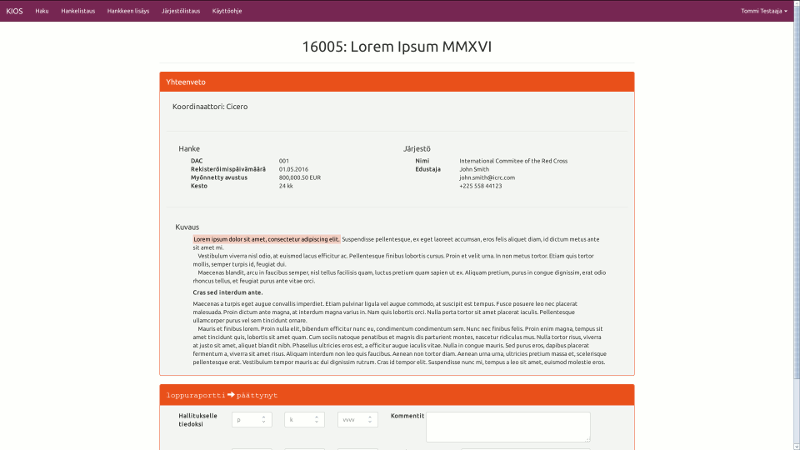 KIOS Haku Hankelistaus Hankkeen lisäys Järjestölistaus Käyttöohje Tommi Testaaja
16005: Lorem Ipsum MMXVI
Yhteenveto
Koordinaattori: Cicero
Hanke
DAC 001
Rekisteröimispäivämäärä 01.05.2016
Myönnetty avustus 800,000.50 EUR
Kesto 24 kk
Järjestö
Nimi International Commitee of the Red Cross
Edustaja John Smith
john.smith@icrc.com
+225 558 44123
Kuvaus
Lorem ipsum dolor sit amet, consectetur adipiscing elit. Suspendisse pellentesque, ex eget laoreet accumsan, eros felis aliquet diam, id dictum metus ante
sit amet mi.
Vestibulum viverra nisl odio, at euismod lacus efficitur ac. Pellentesque finibus lobortis cursus. Proin et velit urna. In non metus tortor. Etiam quis tortor
mollis, semper turpis id, feugiat dui.
Maecenas blandit, arcu in faucibus semper, nisl tellus facilisis quam, luctus pretium quam sapien ut ex. Aliquam pretium, purus in congue dignissim, erat odio
rhoncus tellus, et feugiat purus ante vitae orci.
Cras sed interdum ante.
Maecenas a turpis eget augue convallis imperdiet. Etiam pulvinar ligula vel augue commodo, at suscipit est tempus. Fusce posuere leo nec placerat
malesuada. Proin dictum ante magna, at interdum magna varius in. Nam quis lobortis orci. Nulla porta tortor sit amet placerat iaculis. Pellentesque
ullamcorper purus vel sem tincidunt ornare.
Mauris et finibus lorem. Proin nulla elit, bibendum efficitur nunc eu, condimentum condimentum sem. Nunc nec finibus felis. Proin enim magna, tempus sit
amet tincidunt quis, lobortis sit amet quam. Cum sociis natoque penatibus et magnis dis parturient montes, nascetur ridiculus mus. Nulla tortor risus, viverra
at justo sit amet, aliquet blandit nibh. Phasellus ultricies eros est, a efficitur augue iaculis vitae. Nulla in congue mauris. Sed purus eros, dapibus placerat
fermentum a, viverra sit amet risus. Aliquam interdum non leo quis faucibus. Aenean non tortor diam. Aenean urna urna, ultricies pretium massa et, scelerisque
pellentesque erat. Vestibulum tempor mauris ac dui dignissim rutrum. Cras id tempor elit. Suspendisse nunc mi, tempus a leo sit amet, euismod molestie eros.
loppuraportti ➔ päättynyt
Hallitukselle
tiedoksi
p k vvvv
Kommentit